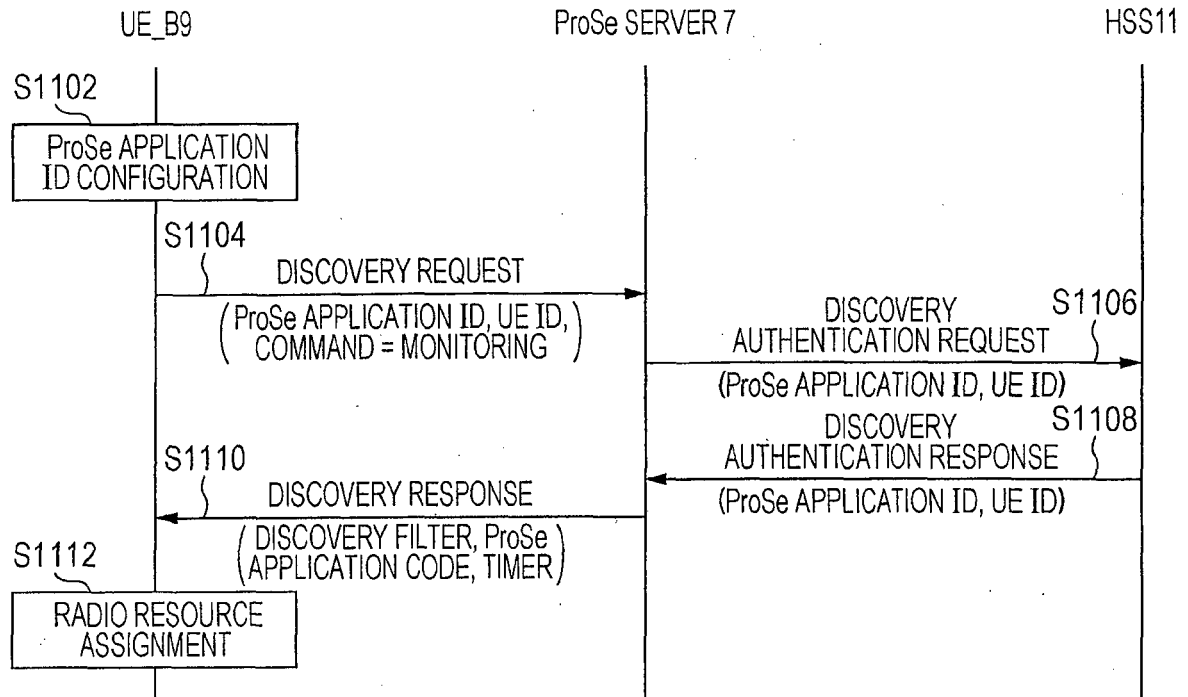 UE_B9
ProSe SERVER 7
HSS11
S1102
ProSe APPLICATION
ID CONFIGURATION
S1104
DISCOVERY REQUEST
(ProSe APPLICATION ID, UE ID,
COMMAND = MONITORING)
DISCOVERY
AUTHENTICATION REQUEST
S1106
(ProSe APPLICATION ID, UE ID)
DISCOVERY
AUTHENTICATION RESPONSE
S1108
(ProSe APPLICATION ID, UE ID)
S1110
DISCOVERY RESPONSE
(DISCOVERY FILTER, ProSe
APPLICATION CODE, TIMER)
S1112
RADIO RESOURCE
ASSIGNMENT